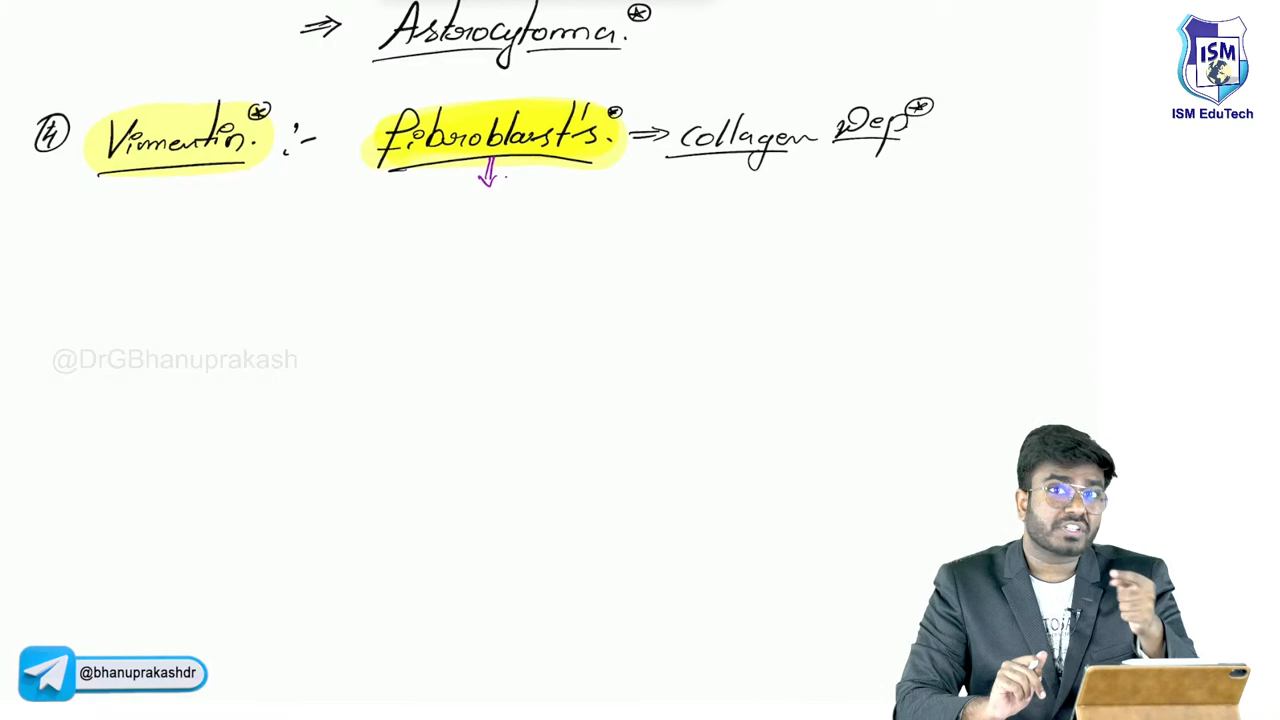 ⇒ Astrocytoma.
④ Vimentin. :- fibroblast's. ⇒ collagen Dep
@DrGBhanuprakash
ISM
ISM EduTech
@bhanuprakashdr